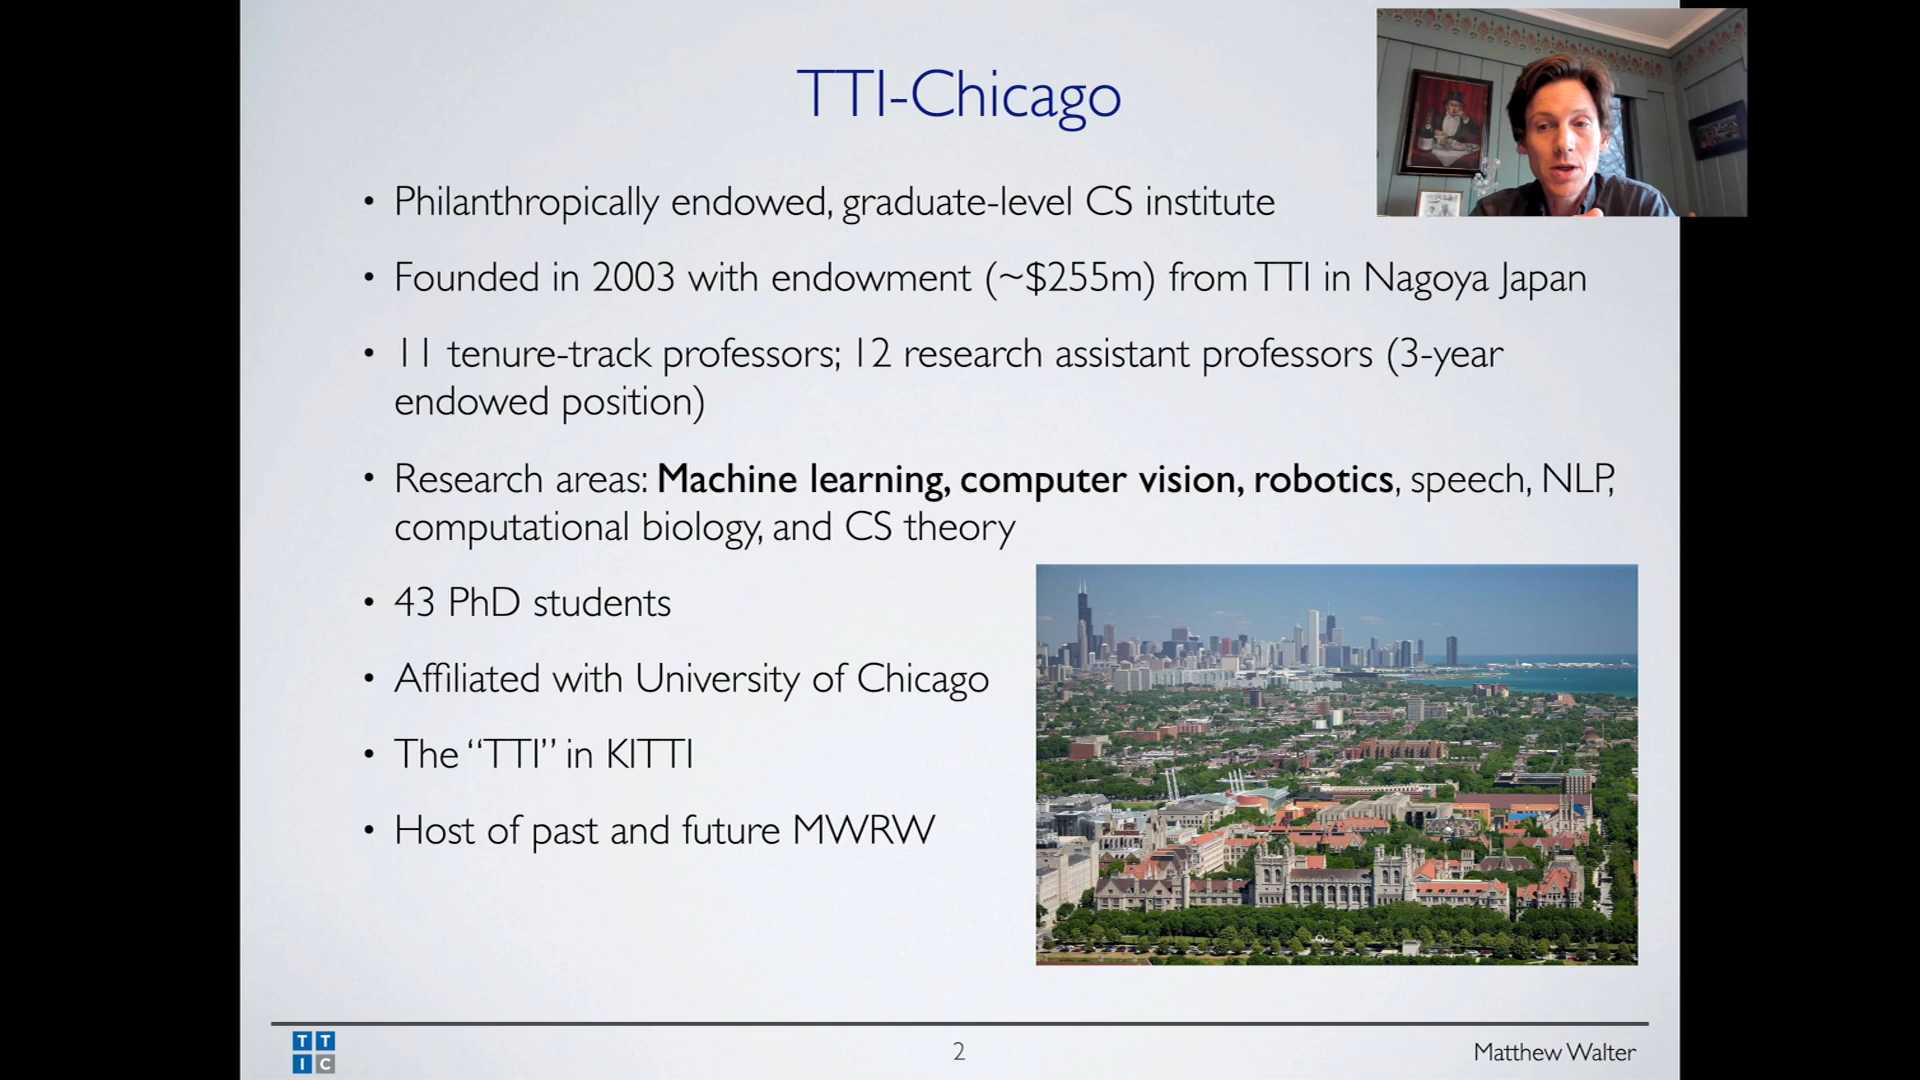 TTI-Chicago
• Philanthropically endowed, graduate-level CS institute
• Founded in 2003 with endowment (~$255m) from TTI in Nagoya Japan
• 11 tenure-track professors; 12 research assistant professors (3-year
endowed position)
• Research areas: Machine learning, computer vision, robotics, speech, NLP,
computational biology, and CS theory
• 43 PhD students
• Affiliated with University of Chicago
• The “TTI” in KITTI
• Host of past and future MWRW
T T
I C
2
Matthew Walter